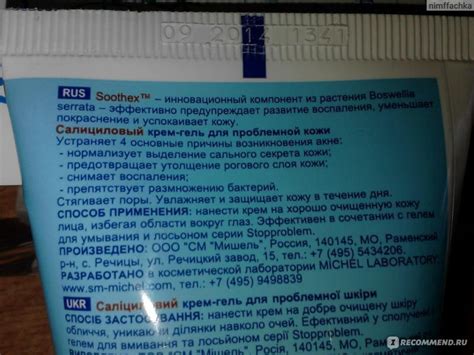 nimffachka
09 2014 1341
RUS Soothex™ – инновационный компонент из растения Boswellia
serrata – эффективно предупреждает развитие воспаления, уменьшает
покраснение и успокаивает кожу.
Салициловый крем-гель для проблемной кожи
Устраняет 4 основные причины возникновения акне:
- нормализует выделение сального секрета кожи;
- предотвращает утолщение рогового слоя кожи;
- снимает воспаления;
- препятствует размножению бактерий.
Стягивает поры. Увлажняет и защищает кожу в течение дня.
СПОСОБ ПРИМЕНЕНИЯ: нанести крем на хорошо очищенную кожу
лица, избегая области вокруг глаз. Эффективен в сочетании с гелем
для умывания и лосьоном серии Stopproblem.
ПРОИЗВЕДЕНО: ООО "СМ "Мишель", Россия, 140145, МО, Раменский
р-н, с. Речицы, ул. Речицкий завод, 15, тел.: +7 (495) 5434206.
РАЗРАБОТАНО в косметической лаборатории MICHEL LABORATORY
www.sm-michel.com, тел.: +7 (495) 9498839
UKR Саліциловий крем-гель для проблемної шкіри
СПОСІБ ЗАСТОСУВАННЯ: нанести крем на добре очищену шкіру
обличчя, уникаючи ділянки навколо очей. Ефективний у сполученні з
гелем для вмивання та лосьйоном серії Stopproblem.
IRECOMMEND.RU